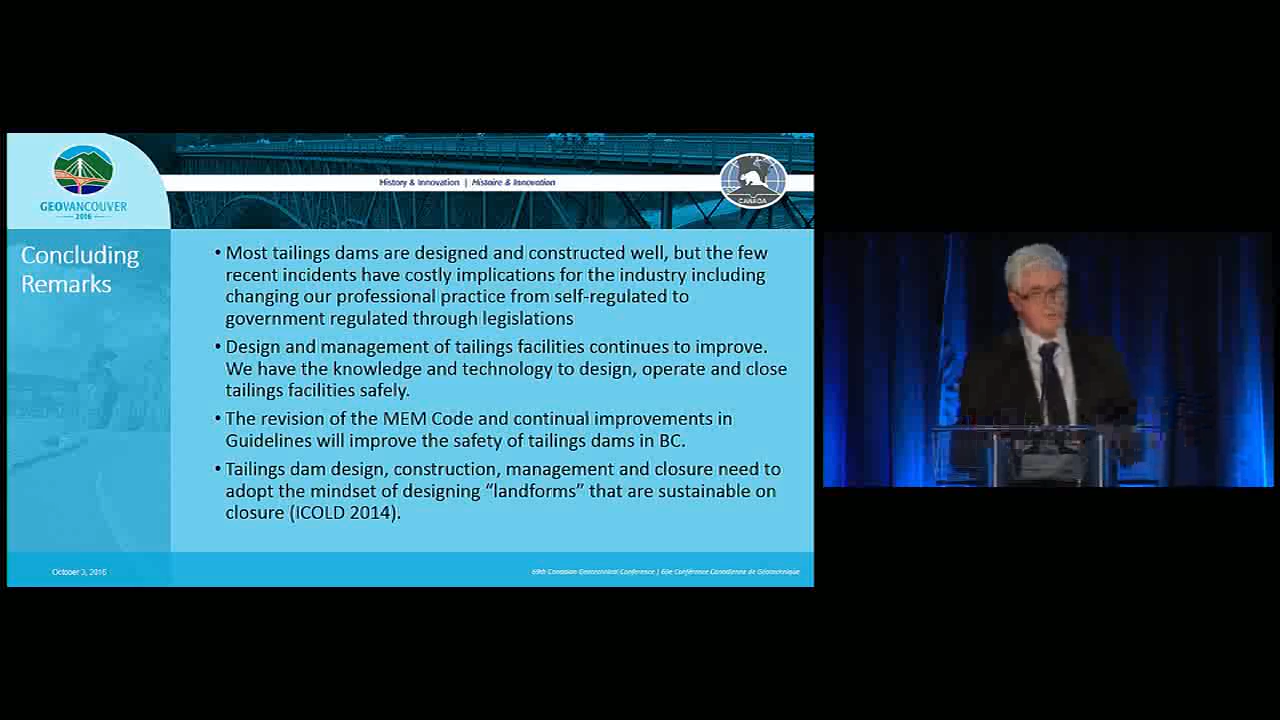 GEOVANCOUVER
2016
History & Innovation | Histoire & Innovation
CANADA
Concluding
Remarks
• Most tailings dams are designed and constructed well, but the few
recent incidents have costly implications for the industry including
changing our professional practice from self-regulated to
government regulated through legislations
• Design and management of tailings facilities continues to improve.
We have the knowledge and technology to design, operate and close
tailings facilities safely.
• The revision of the MEM Code and continual improvements in
Guidelines will improve the safety of tailings dams in BC.
• Tailings dam design, construction, management and closure need to
adopt the mindset of designing “landforms” that are sustainable on
closure (ICOLD 2014).
October 3, 2016
69th Canadian Geotechnical Conference | 69e Conférence Canadienne de Géotechnique